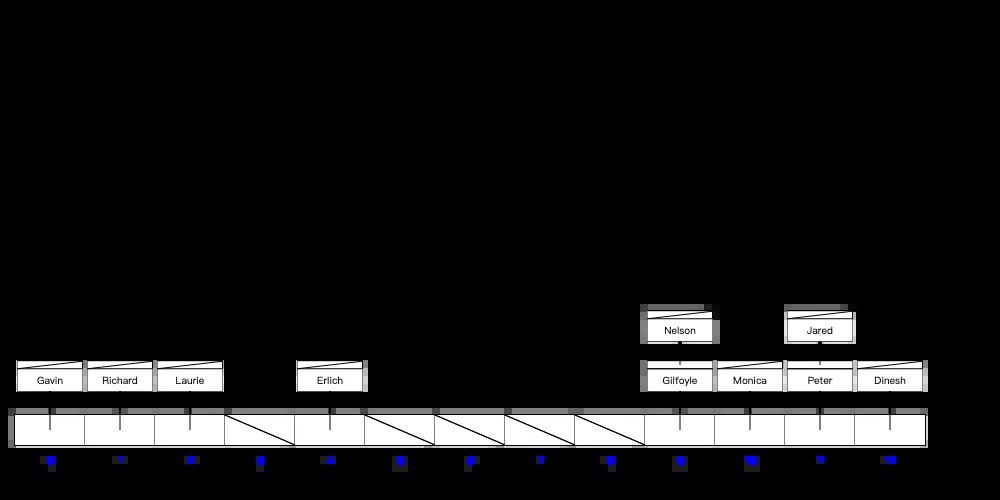 Nelson
Jared
Gavin
Richard
Laurie
Erlich
Gilfoyle
Monica
Peter
Dinesh